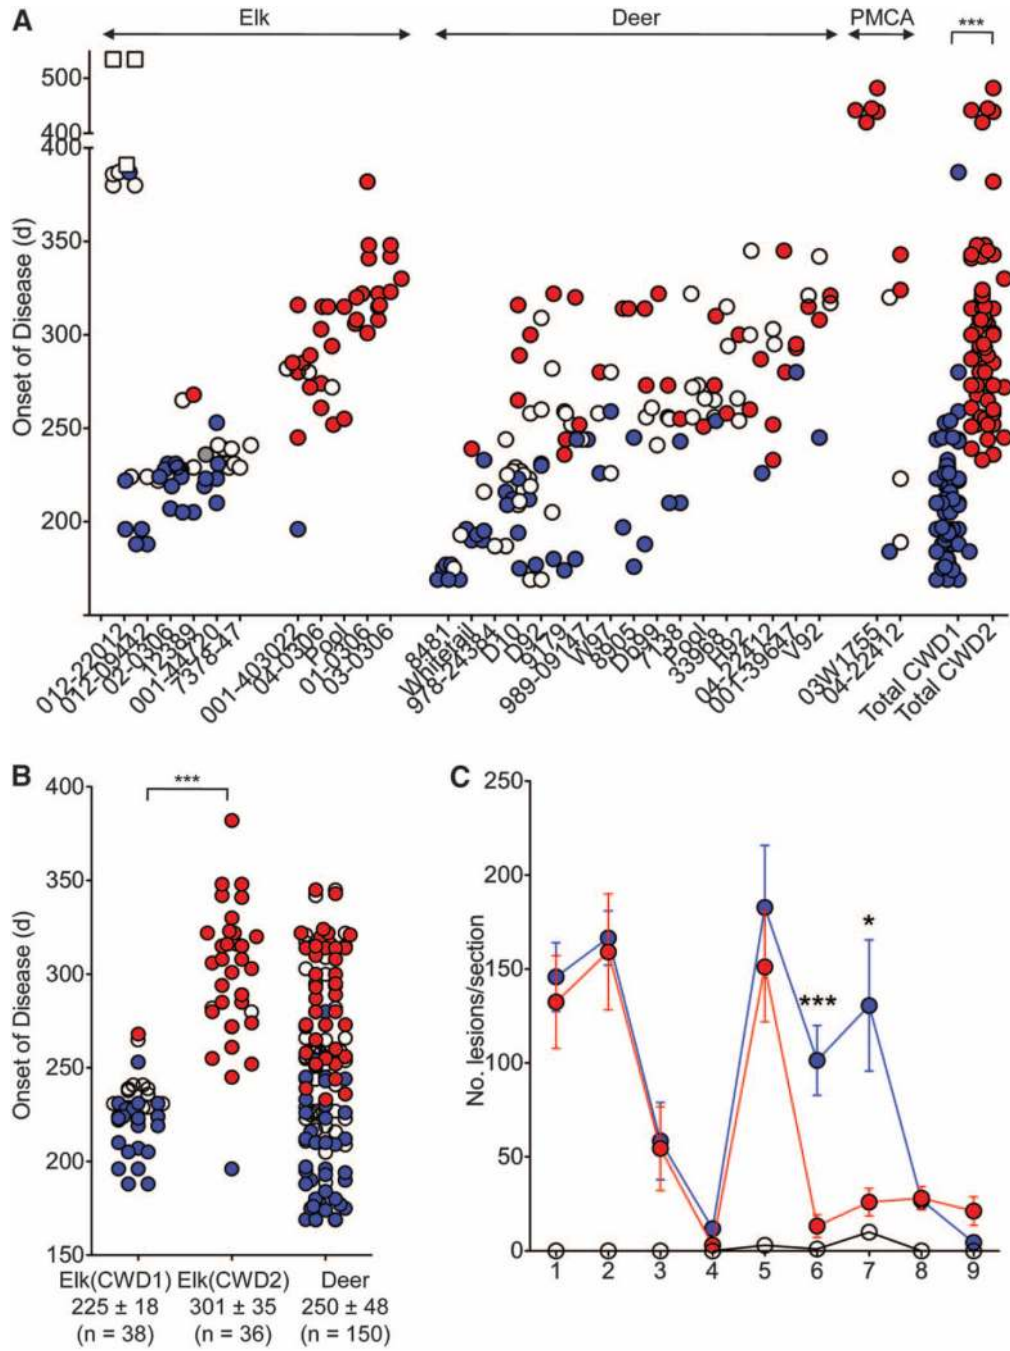 A
Elk
Deer
PMCA
***
Onset of Disease (d)
500
400
400
350
300
250
200
012-22012
012-09442
02-0306
12389
001-44720
7378-47
001-403022
04-0306
Pool
01-0306
03-0306
8481
Whitetail
978-24384
D10
D92
9179
989-09147
W97
8905
Db99
7138
Pool
33968
H92
04-22412
001-39647
V92
03W1755
04-22412
Total CWD1
Total CWD2
B
***
Onset of Disease (d)
400
350
300
250
200
150
Elk(CWD1) Elk(CWD2) Deer
225 ± 18 301 ± 35 250 ± 48
(n = 38) (n = 36) (n = 150)
C
No. lesions/section
250
200
150
100
50
0
*
***
1 2 3 4 5 6 7 8 9